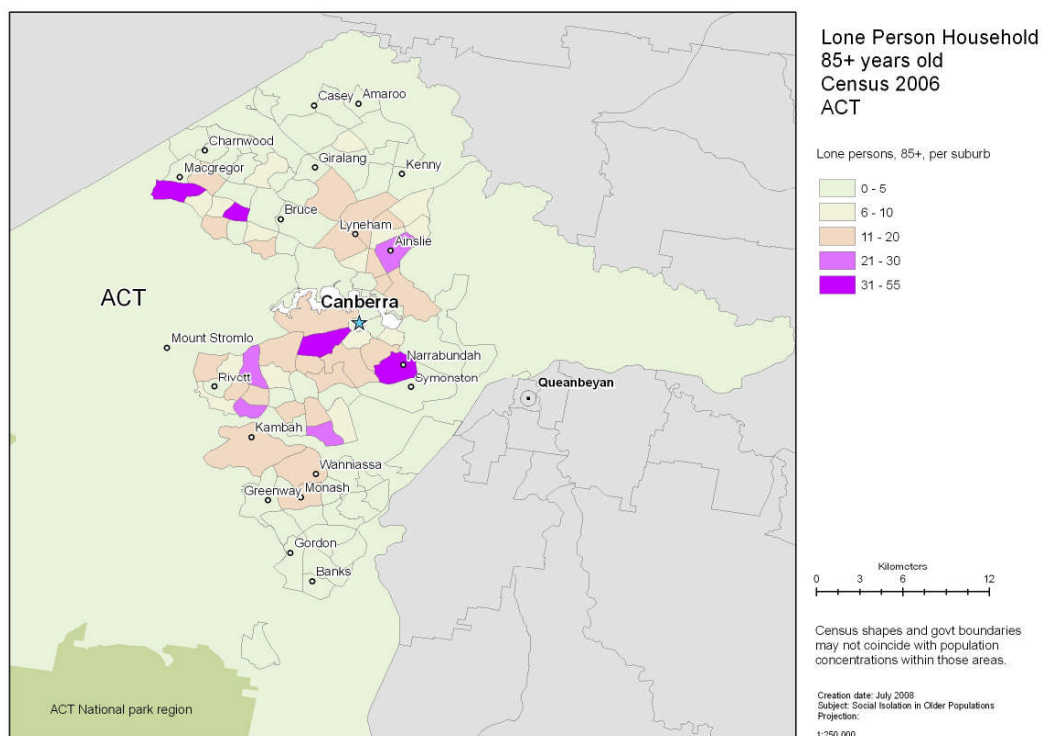 Lone Person Household
85+ years old
Census 2006
ACT
Lone persons, 85+, per suburb
0 - 5
6 - 10
11 - 20
21 - 30
31 - 55
Casey
Amaroo
Charnwood
Giralang
Kenny
Macgregor
Bruce
Lyneham
Ainslie
ACT
Canberra
Mount Stromlo
Narrabundah
Rivett
Symonston
Queanbeyan
Kambah
Wanniassa
Greenway
Monash
Gordon
Banks
ACT National park region
Kilometers
0 3 6 12
Census shapes and govt boundaries
may not coincide with population
concentrations within those areas.
Creation date: July 2008
Subject: Social Isolation in Older Populations
Projection:
1:250,000